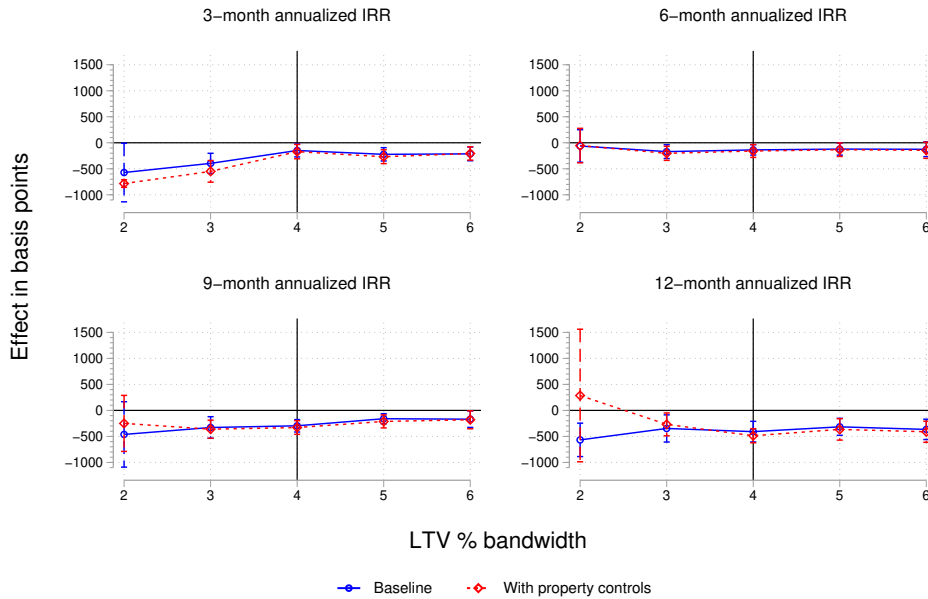 3−month annualized IRR
6−month annualized IRR
1500
1000
500
0
−500
−1000
2 3 4 5 6
1500
1000
500
0
−500
−1000
2 3 4 5 6
9−month annualized IRR
12−month annualized IRR
1500
1000
500
0
−500
−1000
2 3 4 5 6
1500
1000
500
0
−500
−1000
2 3 4 5 6
Effect in basis points
LTV % bandwidth
Baseline
With property controls